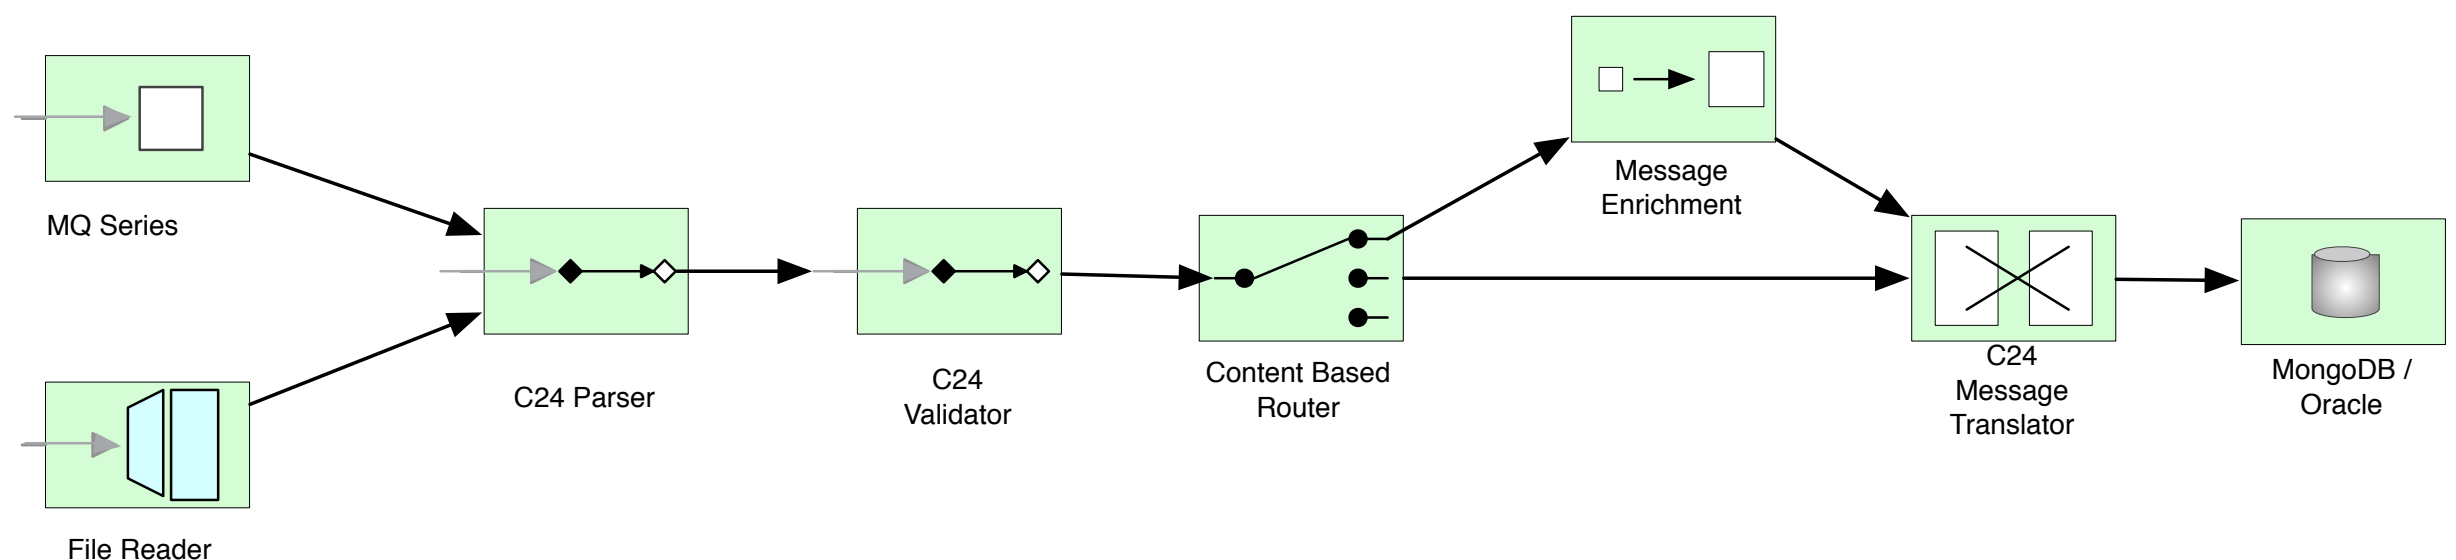 MQ Series
File Reader
C24 Parser
C24
Validator
Content Based
Router
Message
Enrichment
C24
Message
Translator
MongoDB /
Oracle